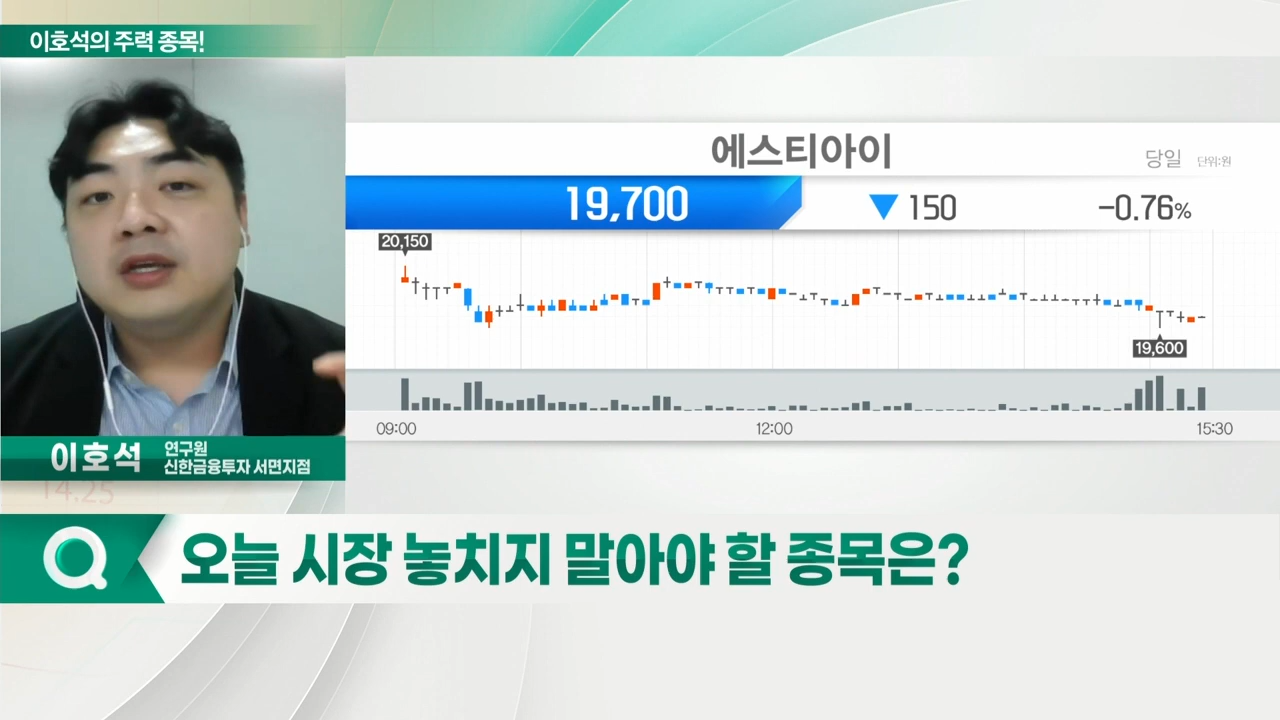 이호석의 주력 종목!
에스티아이
당일 단위:원
19,700 ▼ 150 -0.76%
20,150
19,600
09:00 12:00 15:30
이호석 연구원
신한금융투자 서면지점
14.25
오늘 시장 놓치지 말아야 할 종목은?